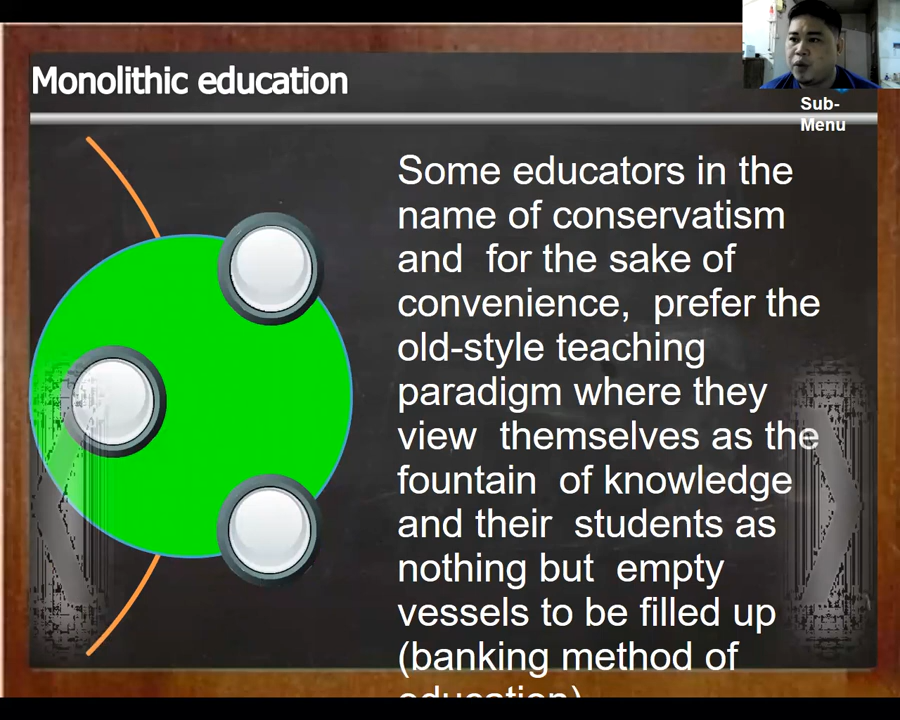 Monolithic education
Sub-
Menu
Some educators in the
name of conservatism
and for the sake of
convenience, prefer the
old-style teaching
paradigm where they
view themselves as the
fountain of knowledge
and their students as
nothing but empty
vessels to be filled up
(banking method of
education)